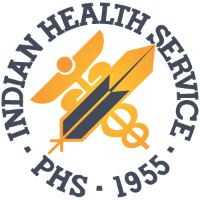 · INDIAN HEALTH SERVICE ·
PHS · 1955